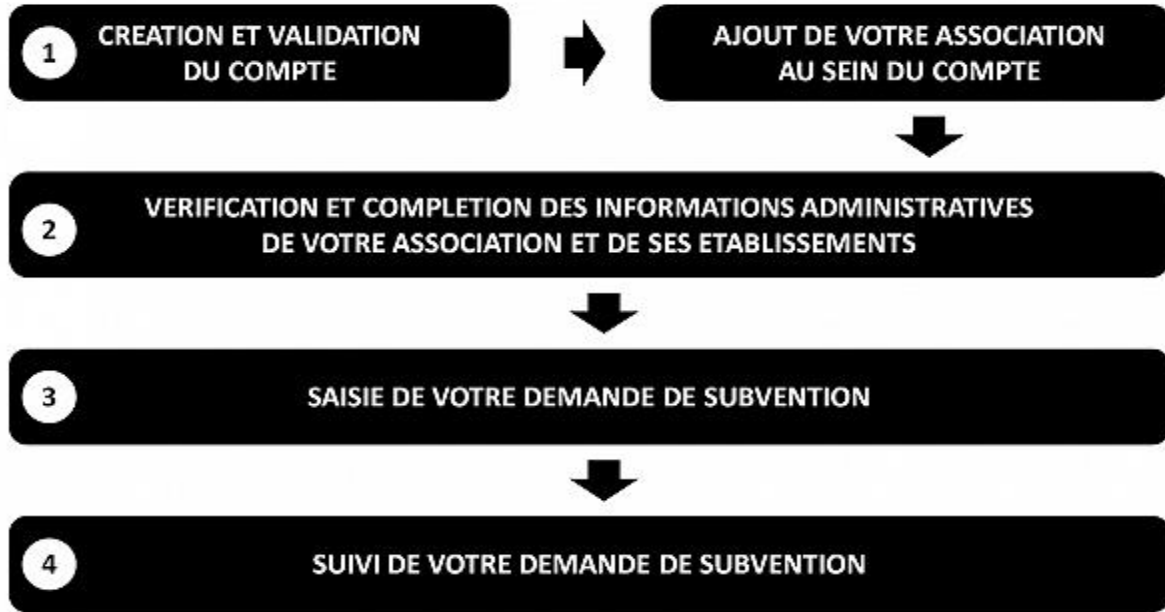 1
CREATION ET VALIDATION
DU COMPTE
AJOUT DE VOTRE ASSOCIATION
AU SEIN DU COMPTE
2
VERIFICATION ET COMPLETION DES INFORMATIONS ADMINISTRATIVES
DE VOTRE ASSOCIATION ET DE SES ETABLISSEMENTS
3
SAISIE DE VOTRE DEMANDE DE SUBVENTION
4
SUIVI DE VOTRE DEMANDE DE SUBVENTION